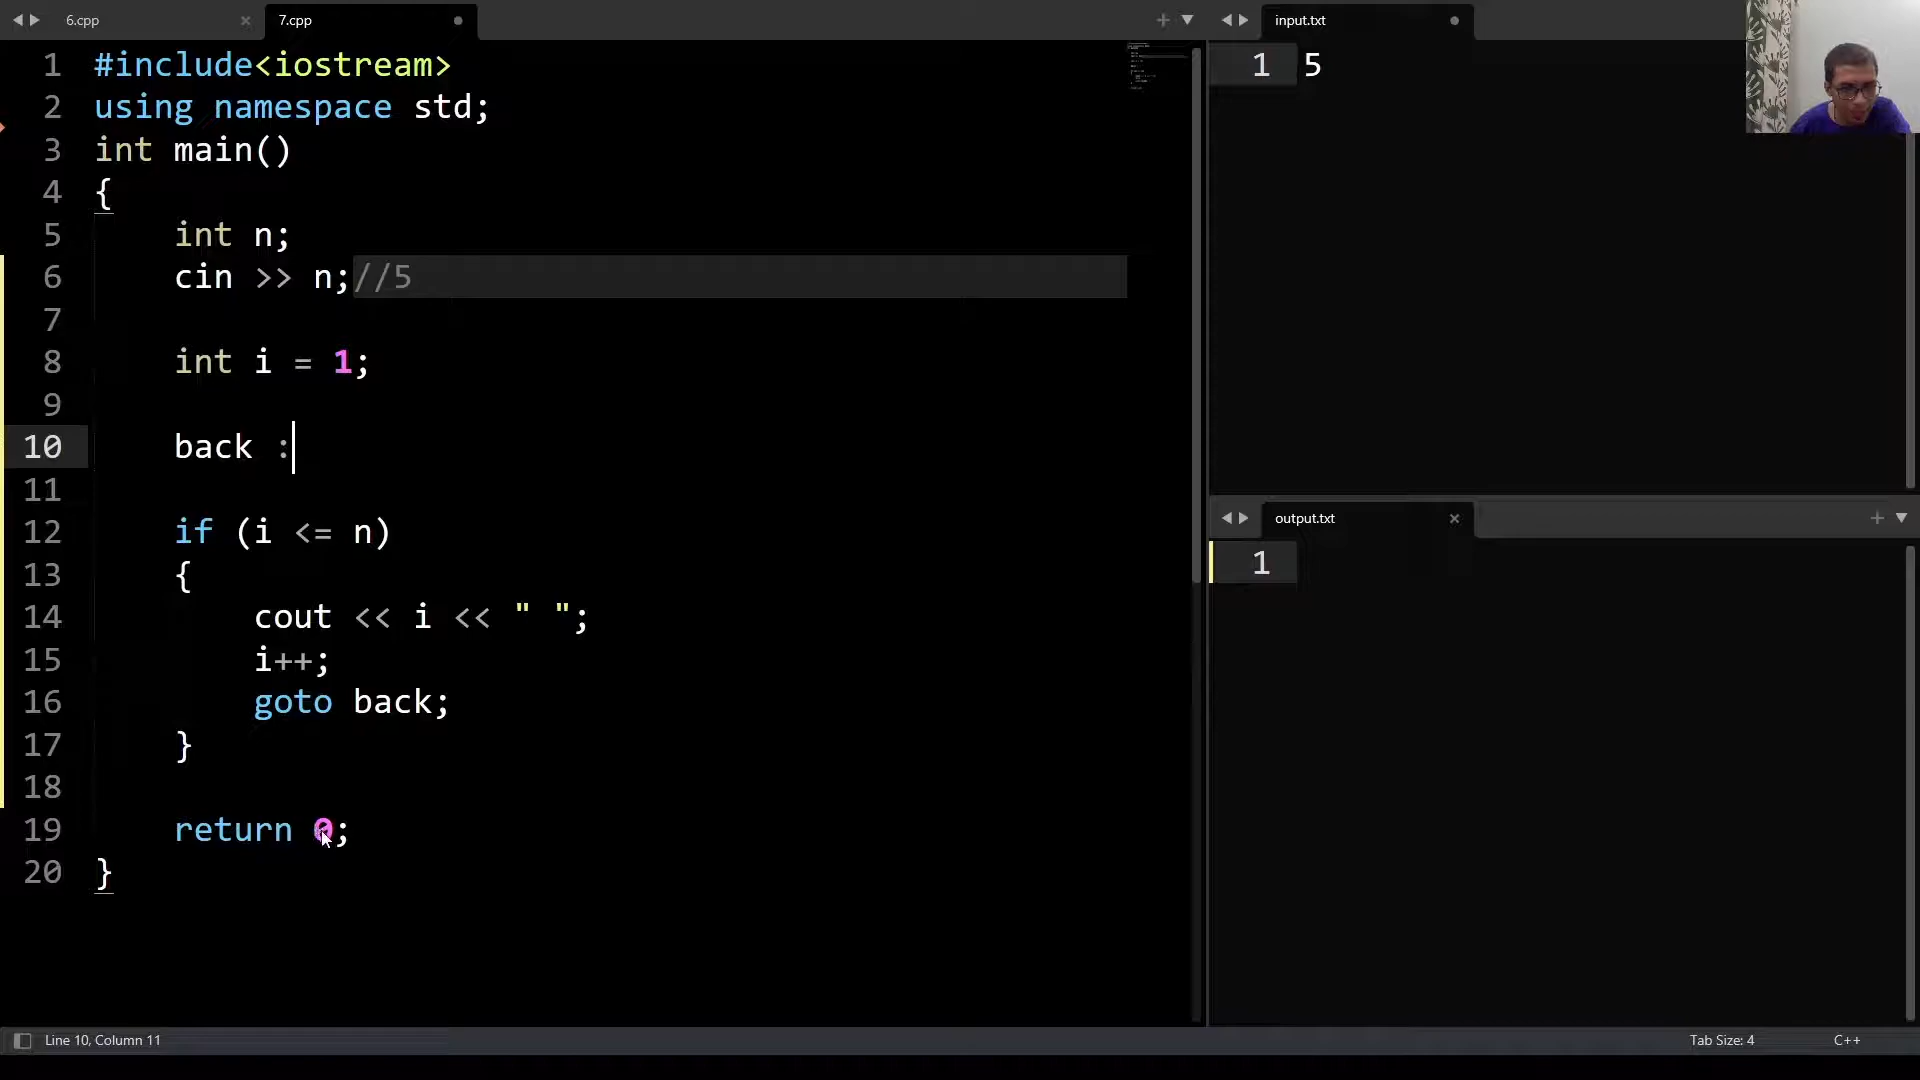 6.cpp
7.cpp
1 #include<iostream>
2 using namespace std;
3 int main()
4 {
5 int n;
6 cin >> n;//5
7
8 int i = 1;
9
10 back :
11
12 if (i <= n)
13 {
14 cout << i << " ";
15 i++;
16 goto back;
17 }
18
19 return 0;
20 }
input.txt
1 5
output.txt
1
Line 10, Column 11
Tab Size: 4
C++